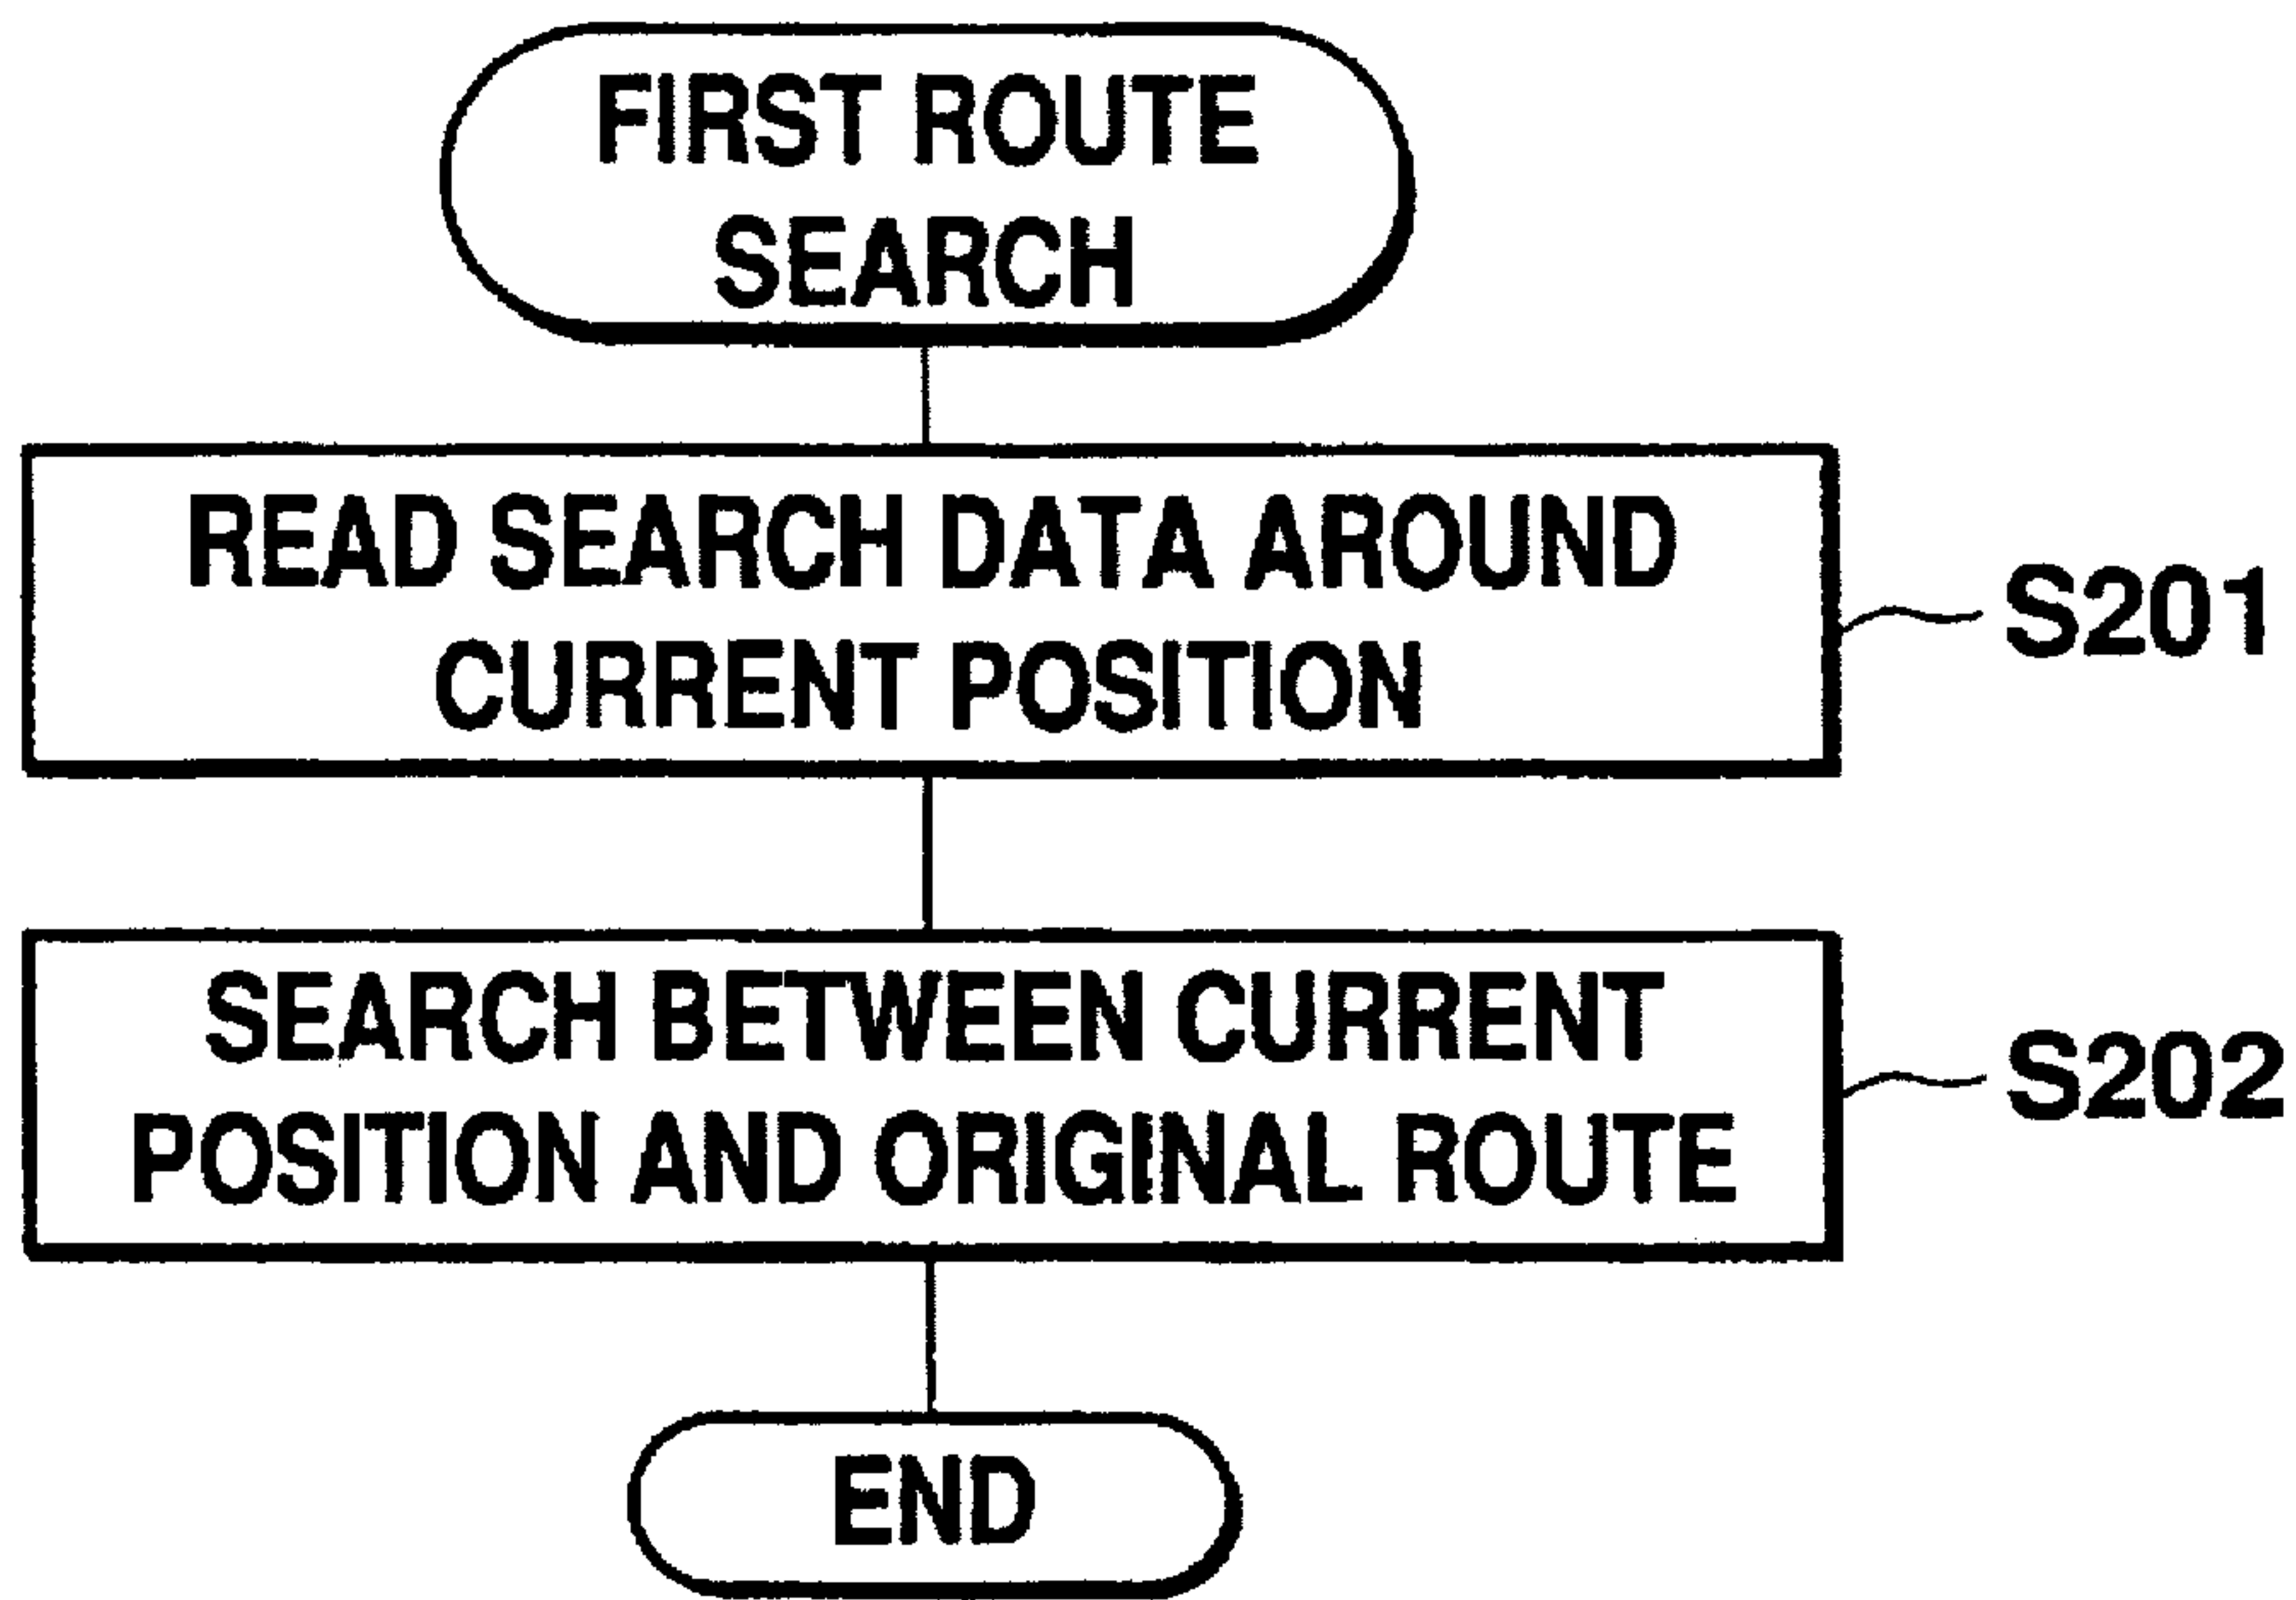 FIRST ROUTE
SEARCH
READ SEARCH DATA AROUND
CURRENT POSITION
S201
SEARCH BETWEEN CURRENT
POSITION AND ORIGINAL ROUTE
S202
END